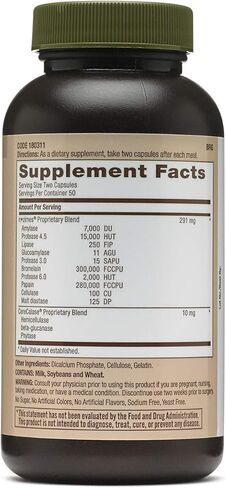 CODE 180311 BRG
Directions: As a dietary supplement, take two capsules after each meal.
Supplement Facts
Serving Size Two Capsules
Servings Per Container 50
Amount Per Serving
Proprietary Blend 291 mg *
Amylase 7,000 DU
Protease 4.5 15,000 HUT
Lipase 250 FIP
Glucoamylase 11 AGU
Protease 3.0 15 SAPU
Bromelain 300,000 FCCPU
Protease 6.0 2,000 HUT
Papain 280,000 FCCPU
Cellulase 100 CU
Malt diastase 125 DP
CereCalase® Proprietary Blend 10 mg *
Hemicellulase
beta-glucanase
Phytase
* Daily Value not established.
Other Ingredients: Dicalcium Phosphate, Cellulose, Gelatin.
CONTAINS: Milk, Soybeans and Wheat.
WARNING: Consult your physician prior to using this product if you are pregnant, nursing,
taking medication, or have a medical condition. Discontinue use two weeks prior to surgery.
No Sugar, No Artificial Colors, No Artificial Flavors, Sodium Free, Yeast Free.
*This statement has not been evaluated by the Food and Drug Administration.
This product is not intended to diagnose, treat, cure, or prevent any disease.